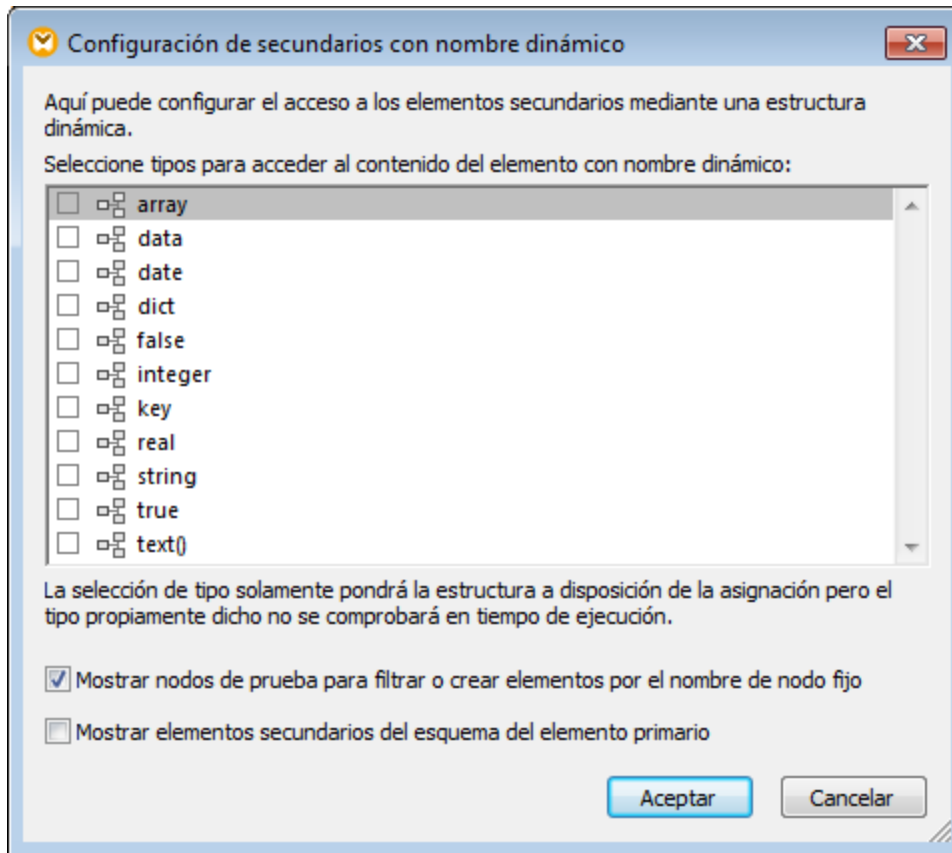 Configuración de secundarios con nombre dinámico
Aquí puede configurar el acceso a los elementos secundarios mediante una estructura
dinámica.
Seleccione tipos para acceder al contenido del elemento con nombre dinámico:
array
data
date
dict
false
integer
key
real
string
true
text()
La selección de tipo solamente pondrá la estructura a disposición de la asignación pero el
tipo propiamente dicho no se comprobará en tiempo de ejecución.
Mostrar nodos de prueba para filtrar o crear elementos por el nombre de nodo fijo
Mostrar elementos secundarios del esquema del elemento primario
Aceptar Cancelar